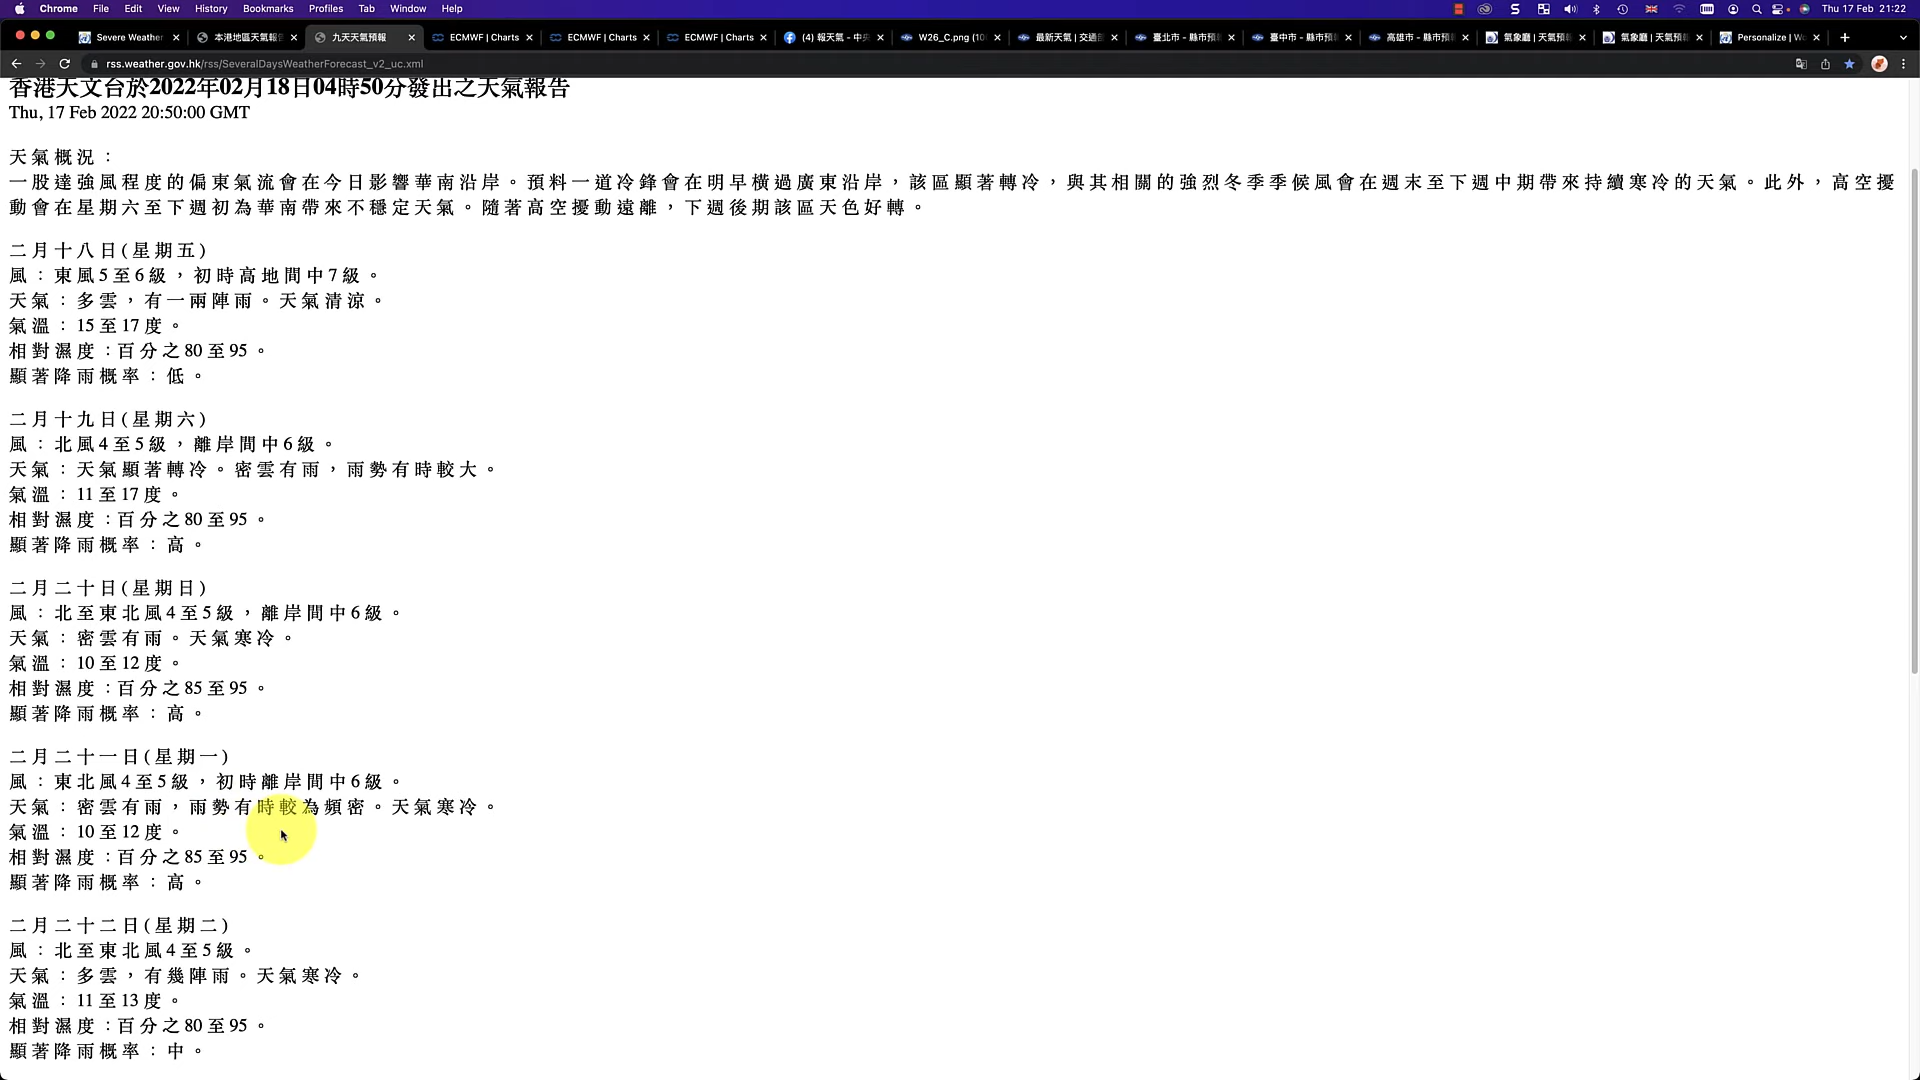 Chrome File Edit View History Bookmarks Profiles Tab Window Help Thu 17 Feb 21:22
Severe Weather 本港地區天氣報告 九天天氣預報 ECMWF | Charts ECMWF | Charts ECMWF | Charts (4) 報天氣 - 中央 W26_C.png (10 最新天氣 | 交通部 臺北市 - 縣市預 臺中市 - 縣市預 高雄市 - 縣市預 氣象廳 | 天氣預 氣象廳 | 天氣預 Personalize | W
rss.weather.gov.hk/rss/SeveralDaysWeatherForecast_v2_uc.xml
香港天文台於2022年02月18日04時50分發出之天氣報告
Thu, 17 Feb 2022 20:50:00 GMT
天氣概況：
一股達強風程度的偏東氣流會在今日影響華南沿岸。預料一道冷鋒會在明早橫過廣東沿岸，該區顯著轉冷，與其相關的強烈冬季季候風會在週末至下週中期帶來持續寒冷的天氣。此外，高空擾
動會在星期六至下週初為華南帶來不穩定天氣。隨著高空擾動遠離，下週後期該區天色好轉。
二月十八日(星期五)
風：東風5至6級，初時高地間中7級。
天氣：多雲，有一兩陣雨。天氣清涼。
氣溫：15至17度。
相對濕度：百分之80至95。
顯著降雨概率：低。
二月十九日(星期六)
風：北風4至5級，離岸間中6級。
天氣：天氣顯著轉冷。密雲有雨，雨勢有時較大。
氣溫：11至17度。
相對濕度：百分之80至95。
顯著降雨概率：高。
二月二十日(星期日)
風：北至東北風4至5級，離岸間中6級。
天氣：密雲有雨。天氣寒冷。
氣溫：10至12度。
相對濕度：百分之85至95。
顯著降雨概率：高。
二月二十一日(星期一)
風：東北風4至5級，初時離岸間中6級。
天氣：密雲有雨，雨勢有時較為頻密。天氣寒冷。
氣溫：10至12度。
相對濕度：百分之85至95。
顯著降雨概率：高。
二月二十二日(星期二)
風：北至東北風4至5級。
天氣：多雲，有幾陣雨。天氣寒冷。
氣溫：11至13度。
相對濕度：百分之80至95。
顯著降雨概率：中。